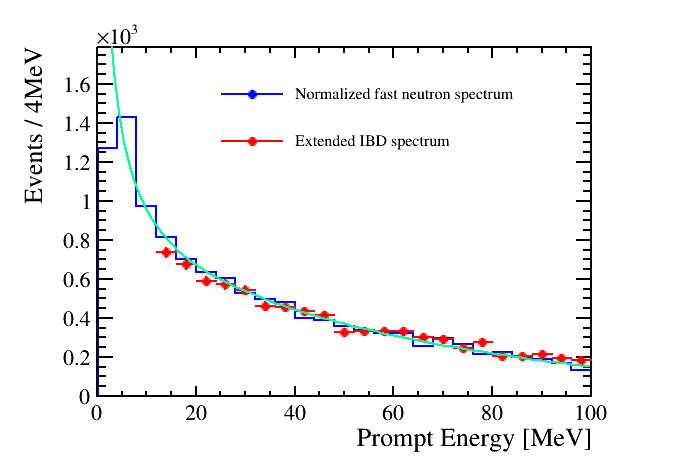 ×10³
Events / 4MeV
1.6
1.4
1.2
1
0.8
0.6
0.4
0.2
0
Normalized fast neutron spectrum
Extended IBD spectrum
0 20 40 60 80 100
Prompt Energy [MeV]